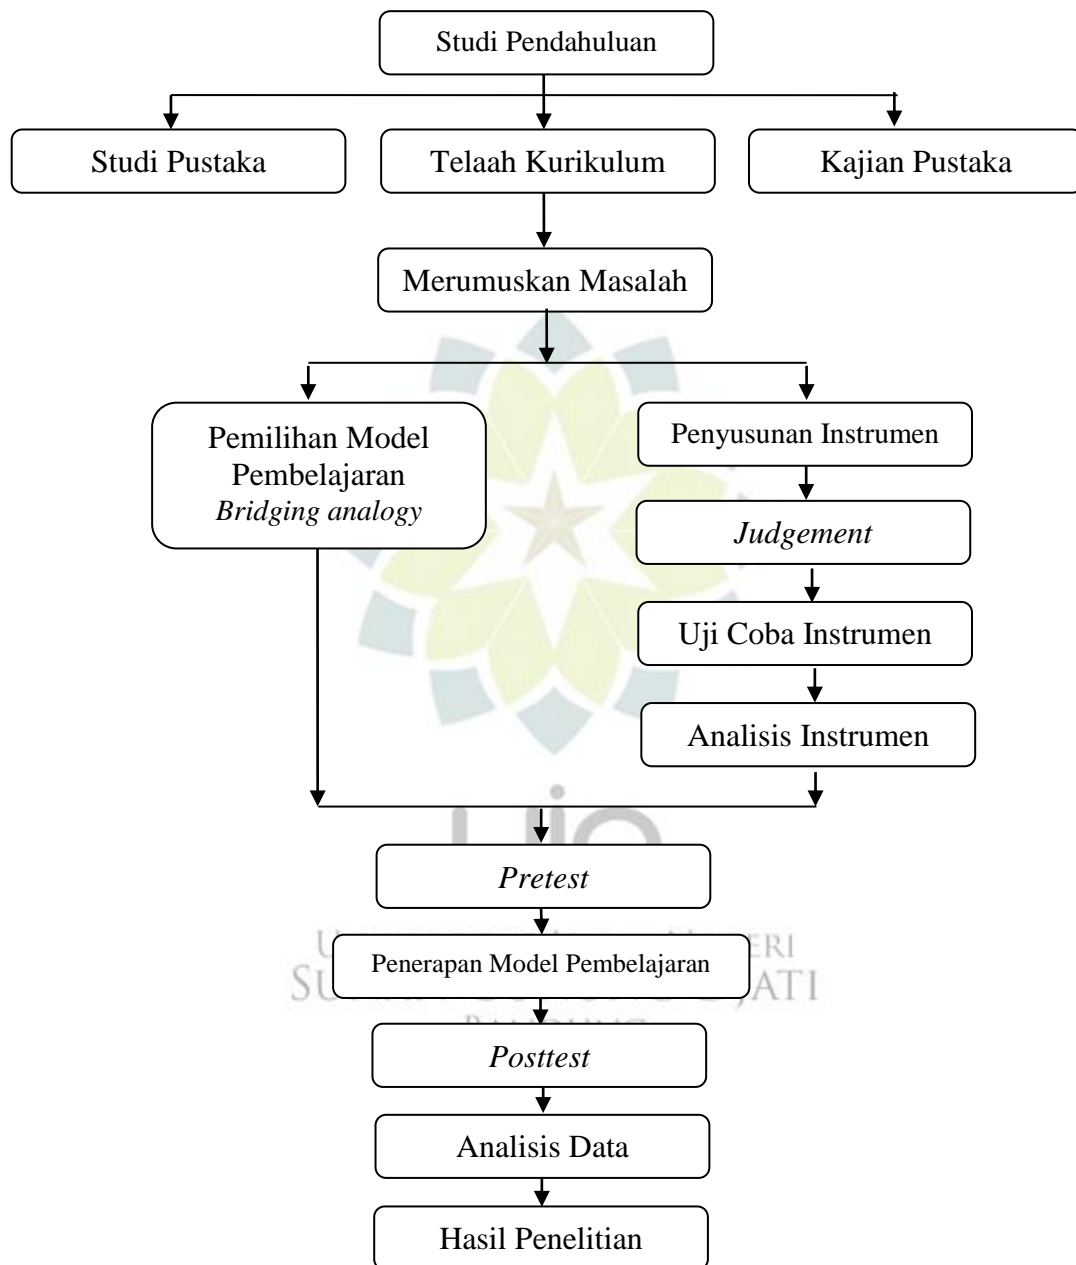 Studi Pendahuluan
Studi Pustaka
Telaah Kurikulum
Kajian Pustaka
Merumuskan Masalah
Pemilihan Model
Pembelajaran
Bridging analogy
Penyusunan Instrumen
Judgement
Uji Coba Instrumen
Analisis Instrumen
uin
Pretest
Penerapan Model Pembelajaran
Posttest
Analisis Data
Hasil Penelitian